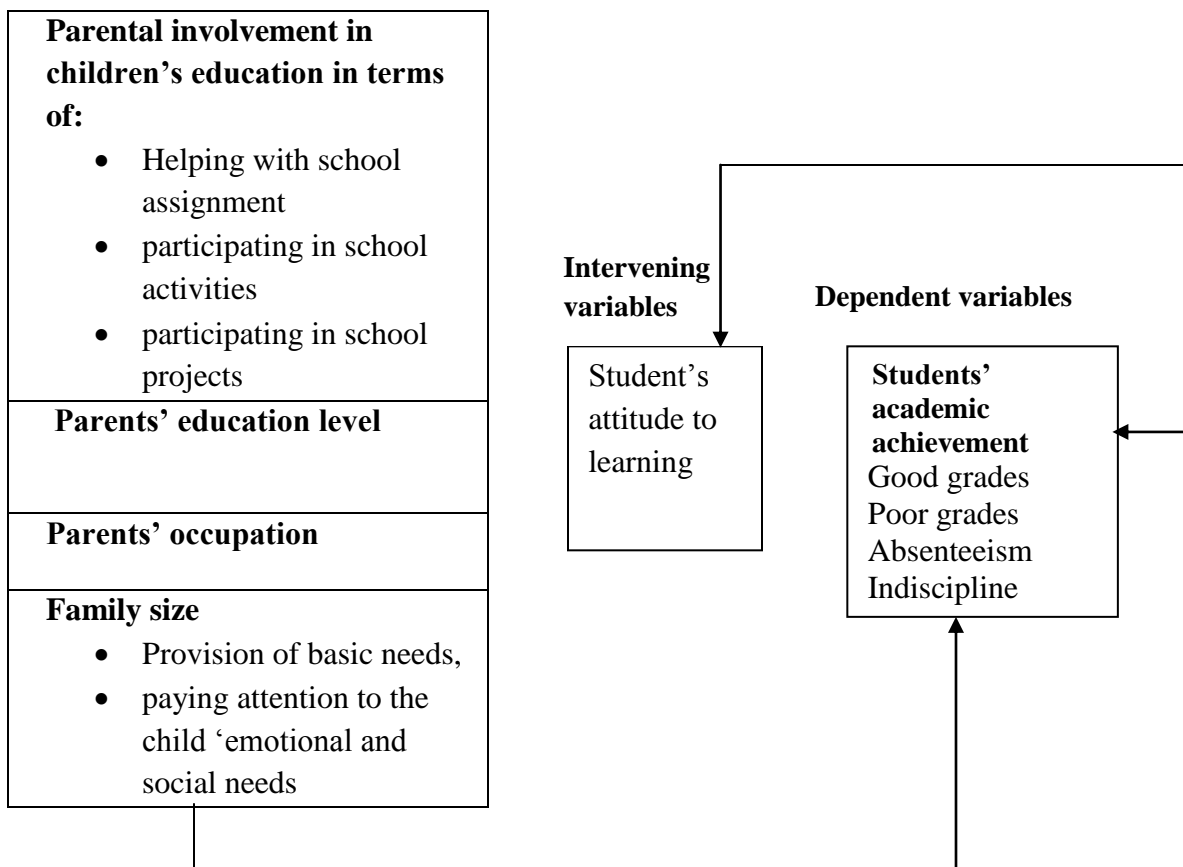 Parental involvement in
children’s education in terms
of:
• Helping with school
assignment
• participating in school
activities
• participating in school
projects
Parents’ education level
Parents’ occupation
Family size
• Provision of basic needs,
• paying attention to the
child ‘emotional and
social needs
Intervening
variables
Student’s
attitude to
learning
Dependent variables
Students’
academic
achievement
Good grades
Poor grades
Absenteeism
Indiscipline